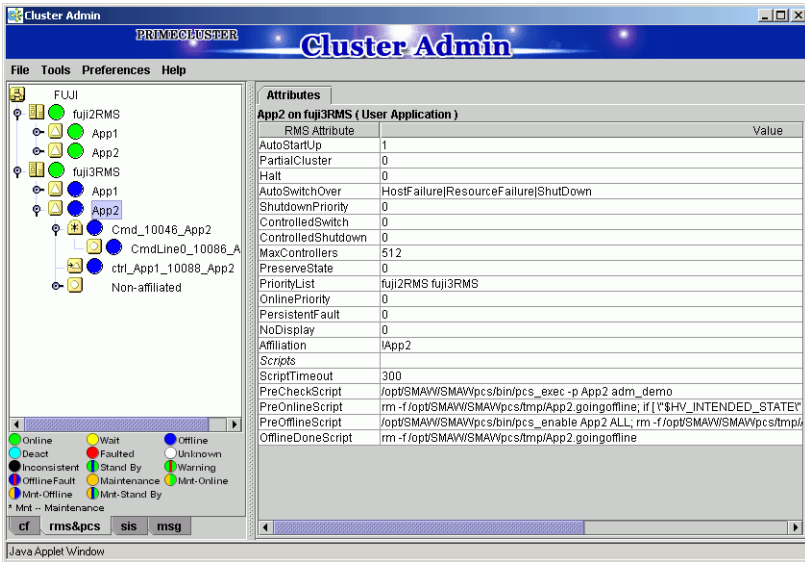 Cluster Admin
PRIMECLUSTER
Cluster Admin
File Tools Preferences Help
FUJI
fuji2RMS
App1
App2
fuji3RMS
App1
App2
Cmd_10046_App2
CmdLine0_10086_A
ctrl_App1_10088_App2
Non-affiliated
Online Wait Offline
Deact Faulted Unknown
Inconsistent Stand By Warning
OfflineFault Maintenance Mnt-Online
Mnt-Offline Mnt-Stand By
* Mnt -- Maintenance
cf rms&pcs sis msg
Attributes
App2 on fuji3RMS ( User Application )
RMS Attribute Value
AutoStartUp 1
PartialCluster 0
Halt 0
AutoSwitchOver HostFailure|ResourceFailure|ShutDown
ShutdownPriority 0
ControlledSwitch 0
ControlledShutdown 0
MaxControllers 512
PreserveState 0
PriorityList fuji2RMS fuji3RMS
OnlinePriority 0
PersistentFault 0
NoDisplay 0
Affiliation !App2
Scripts
ScriptTimeout 300
PreCheckScript /opt/SMAW/SMAWpcs/bin/pcs_exec -p App2 adm_demo
PreOnlineScript rm -f /opt/SMAW/SMAWpcs/tmp/App2.goingoffline; if [ \"$HV_INTENDED_STATE\"
PreOfflineScript /opt/SMAW/SMAWpcs/bin/pcs_enable App2 ALL; rm -f /opt/SMAW/SMAWpcs/tmp/
OfflineDoneScript rm -f /opt/SMAW/SMAWpcs/tmp/App2.goingoffline
Java Applet Window